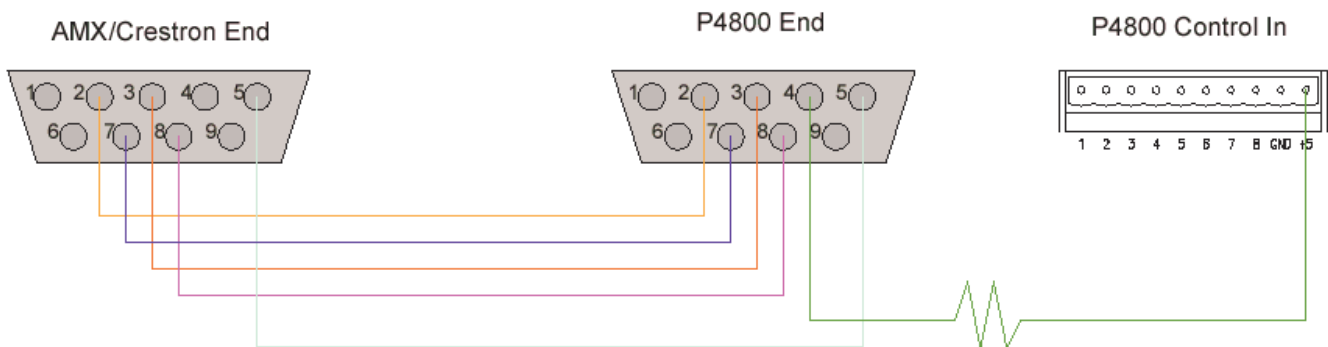 AMX/Crestron End
P4800 End
P4800 Control In
1 2 3 4 5
6 7 8 9
1 2 3 4 5
6 7 8 9
1 2 3 4 5 6 7 8 GND +5